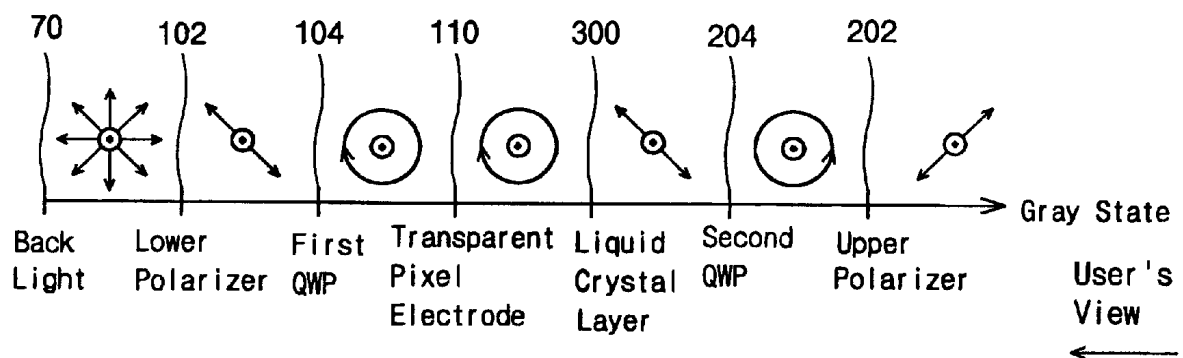 70
102
104
110
300
204
202
Gray State
Back
Light
Lower
Polarizer
First
QWP
Transparent
Pixel
Electrode
Liquid
Crystal
Layer
Second
QWP
Upper
Polarizer
User's
View